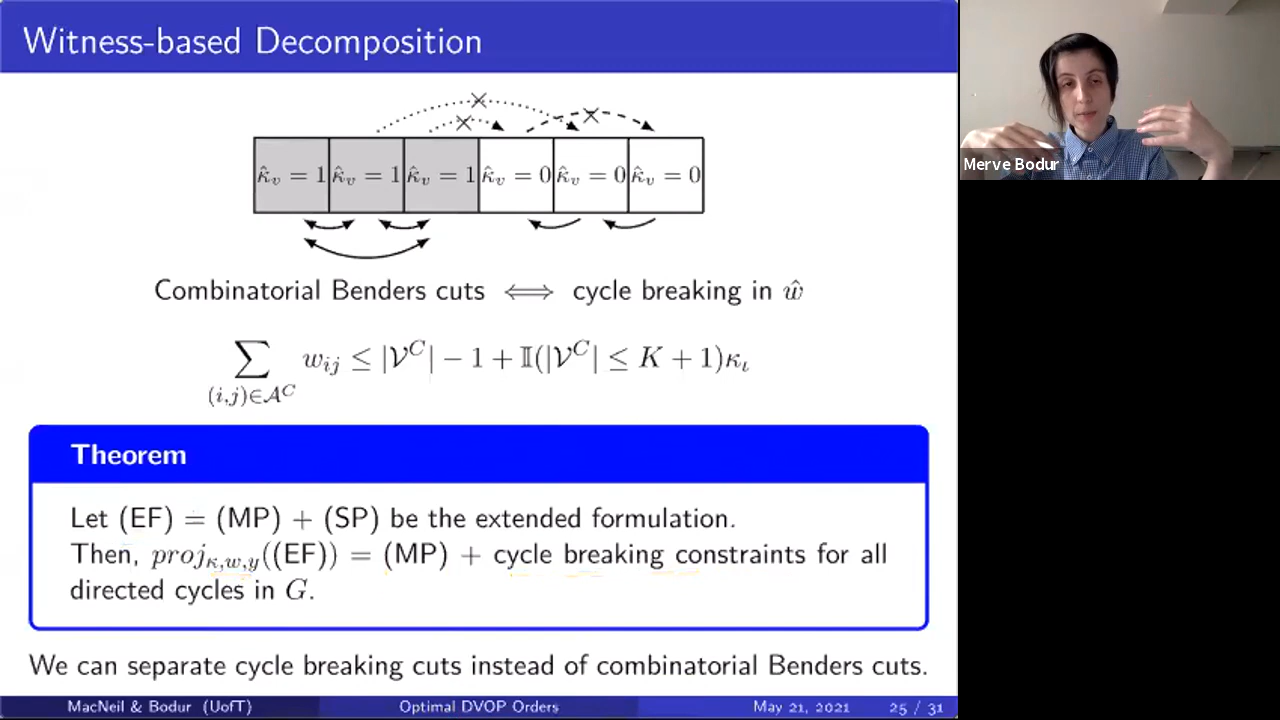 Witness-based Decomposition
κ̂_v = 1 κ̂_v = 1 κ̂_v = 1 κ̂_v = 0 κ̂_v = 0 κ̂_v = 0
Combinatorial Benders cuts ⟺ cycle breaking in ŵ
∑_{(i,j)∈𝒜^C} w_{ij} ≤ |𝒱^C| − 1 + 𝕀(|𝒱^C| ≤ K + 1)κ_ι
Theorem
Let (EF) = (MP) + (SP) be the extended formulation.
Then, proj_{κ,w,y}((EF)) = (MP) + cycle breaking constraints for all
directed cycles in G.
We can separate cycle breaking cuts instead of combinatorial Benders cuts.
MacNeil & Bodur (UofT) Optimal DVOP Orders May 21, 2021 25 / 31
Merve Bodur